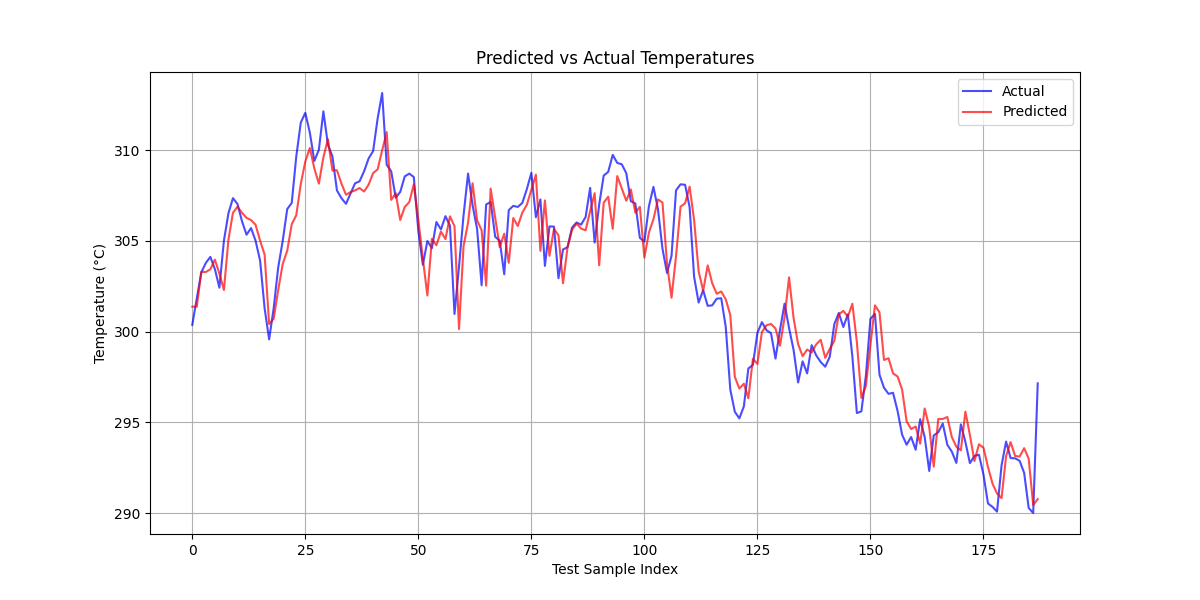 Predicted vs Actual Temperatures
Actual
Predicted
Temperature (°C)
310
305
300
295
290
0 25 50 75 100 125 150 175
Test Sample Index